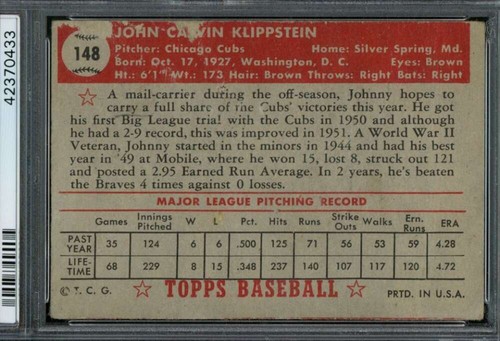 JOHN CALVIN KLIPPSTEIN
148
Pitcher: Chicago Cubs Home: Silver Spring, Md.
Born: Oct. 17, 1927, Washington, D. C. Eyes: Brown
Ht.: 6'1" Wt.: 173 Hair: Brown Throws: Right Bats: Right
A mail-carrier during the off-season, Johnny hopes to
carry a full share of the Cubs' victories this year. He got
his first Big League trial with the Cubs in 1950 and although
he had a 2-9 record, this was improved in 1951. A World War II
Veteran, Johnny started in the minors in 1944 and had his best
year in '49 at Mobile, where he won 15, lost 8, struck out 121
and posted a 2.95 Earned Run Average. In 2 years, he's beaten
the Braves 4 times against 0 losses.
MAJOR LEAGUE PITCHING RECORD
Games Innings Pitched W L Pct. Hits Runs Strike Outs Walks Ern. Runs ERA
PAST YEAR 35 124 6 6 .500 125 71 56 53 59 4.28
LIFE-TIME 68 229 8 15 .348 237 140 107 117 120 4.72
© T. C. G. TOPPS BASEBALL PRTD. IN U.S.A.
42370433